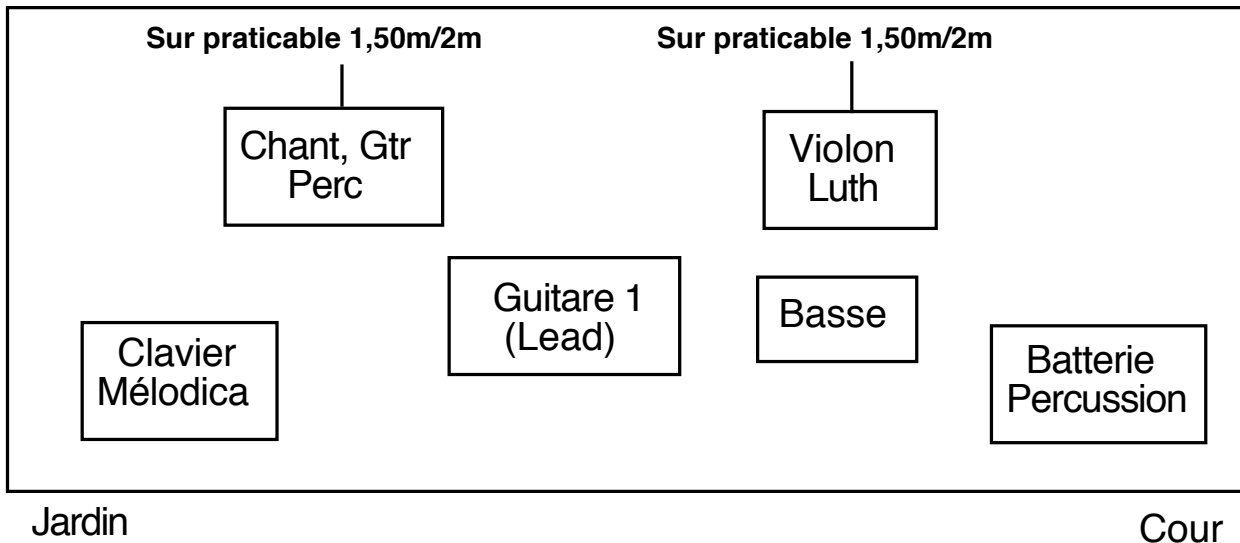 Sur praticable 1,50m/2m
Sur praticable 1,50m/2m
Chant, Gtr
Perc
Violon
Luth
Guitare 1
(Lead)
Basse
Clavier
Mélodica
Batterie
Percussion
Jardin
Cour